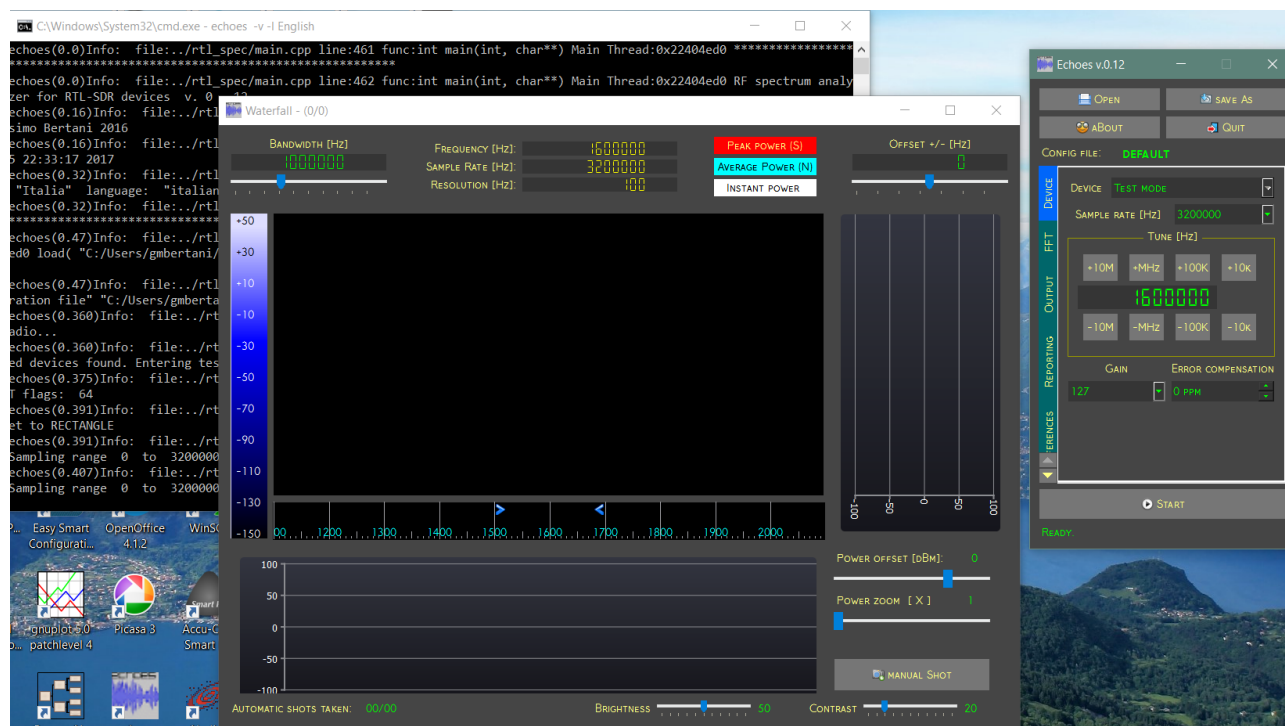 C:\Windows\System32\cmd.exe - echoes -v -l English
echoes(0.0)Info: file:../rtl_spec/main.cpp line:461 func:int main(int, char**) Main Thread:0x22404ed0 *****************
*****************************************************
echoes(0.0)Info: file:../rtl_spec/main.cpp line:462 func:int main(int, char**) Main Thread:0x22404ed0 RF spectrum analy
zer for RTL-SDR devices v. 0
echoes(0.16)Info: file:../rtl
simo Bertani 2016
echoes(0.16)Info: file:../rtl
5 22:33:17 2017
echoes(0.32)Info: file:../rtl
"Italia" language: "italian
echoes(0.32)Info: file:../rtl
echoes(0.47)Info: file:../rtl
ed0 load( "C:/Users/gmbertani/
echoes(0.47)Info: file:../rtl
ration file" "C:/Users/gmberta
echoes(0.360)Info: file:../rt
adio...
echoes(0.360)Info: file:../rt
ed devices found. Entering tes
echoes(0.375)Info: file:../rt
T flags: 64
echoes(0.391)Info: file:../rt
et to RECTANGLE
echoes(0.391)Info: file:../rt
Sampling range 0 to 3200000
echoes(0.407)Info: file:../rt
Sampling range 0 to 3200000
Easy Smart
Configurati...
OpenOffice
4.1.2
WinSC
gnuplot 5.0
patchlevel 4
Picasa 3
Accu-C
Smart
Waterfall - (0/0)
Bandwidth [Hz]
1000000
Frequency [Hz]: 1600000
Sample Rate [Hz]: 3200000
Resolution [Hz]: 100
Peak power (S)
Average Power (N)
Instant power
Offset +/- [Hz]
0
+50
+30
+10
-10
-30
-50
-70
-90
-110
-130
-150
00 1200 1300 1400 1500 1600 1700 1800 1900 2000
-100 -50 0 50 100
100
50
0
-50
-100
Power offset [dBm]: 0
Power zoom [ X ] 1
Manual Shot
Automatic shots taken: 00/00
Brightness 50
Contrast 20
Echoes v.0.12
Open
save As
aBout
Quit
Config file: DEFAULT
Device
FFT
Output
Reporting
erences
Device Test mode
Sample rate [Hz] 3200000
Tune [Hz]
+10M +MHz +100K +10k
1600000
-10M -MHz -100K -10k
Gain
Error compensation
127
0 ppm
Start
Ready.